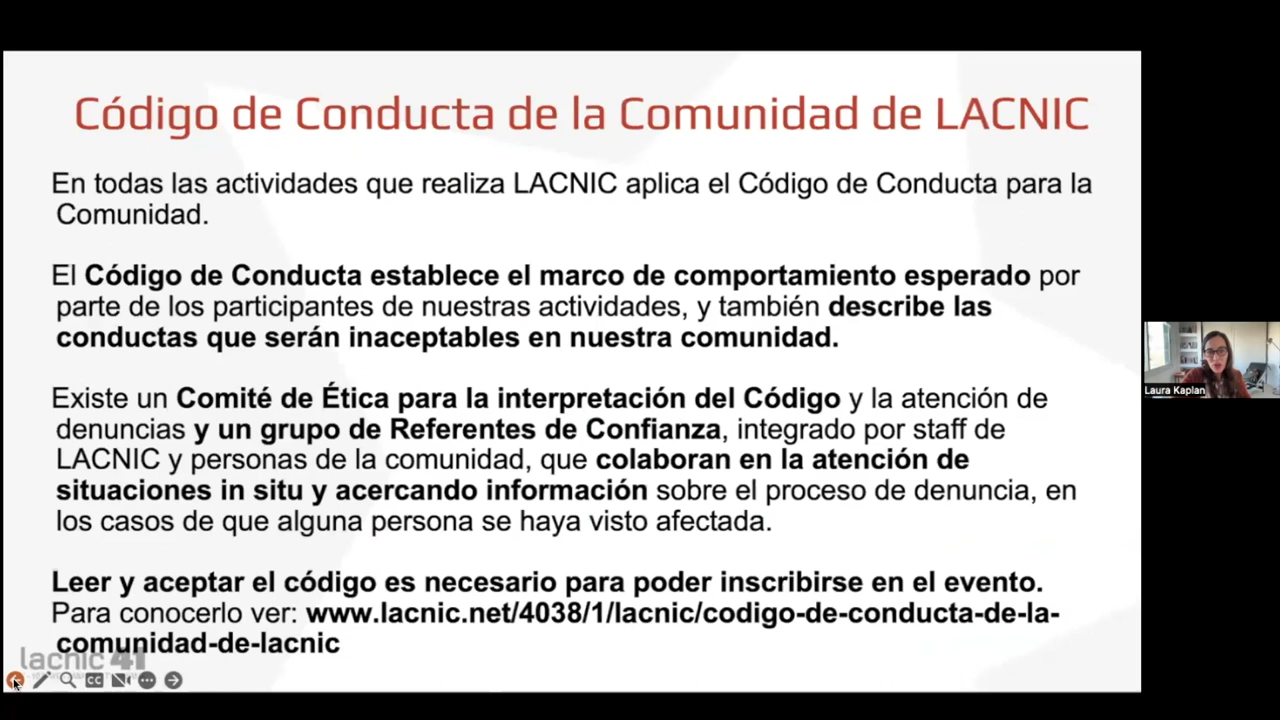 Código de Conducta de la Comunidad de LACNIC
En todas las actividades que realiza LACNIC aplica el Código de Conducta para la
Comunidad.
El Código de Conducta establece el marco de comportamiento esperado por
parte de los participantes de nuestras actividades, y también describe las
conductas que serán inaceptables en nuestra comunidad.
Existe un Comité de Ética para la interpretación del Código y la atención de
denuncias y un grupo de Referentes de Confianza, integrado por staff de
LACNIC y personas de la comunidad, que colaboran en la atención de
situaciones in situ y acercando información sobre el proceso de denuncia, en
los casos de que alguna persona se haya visto afectada.
Leer y aceptar el código es necesario para poder inscribirse en el evento.
Para conocerlo ver: www.lacnic.net/4038/1/lacnic/codigo-de-conducta-de-la-
comunidad-de-lacnic
lacnic 41
CC
Laura Kaplan